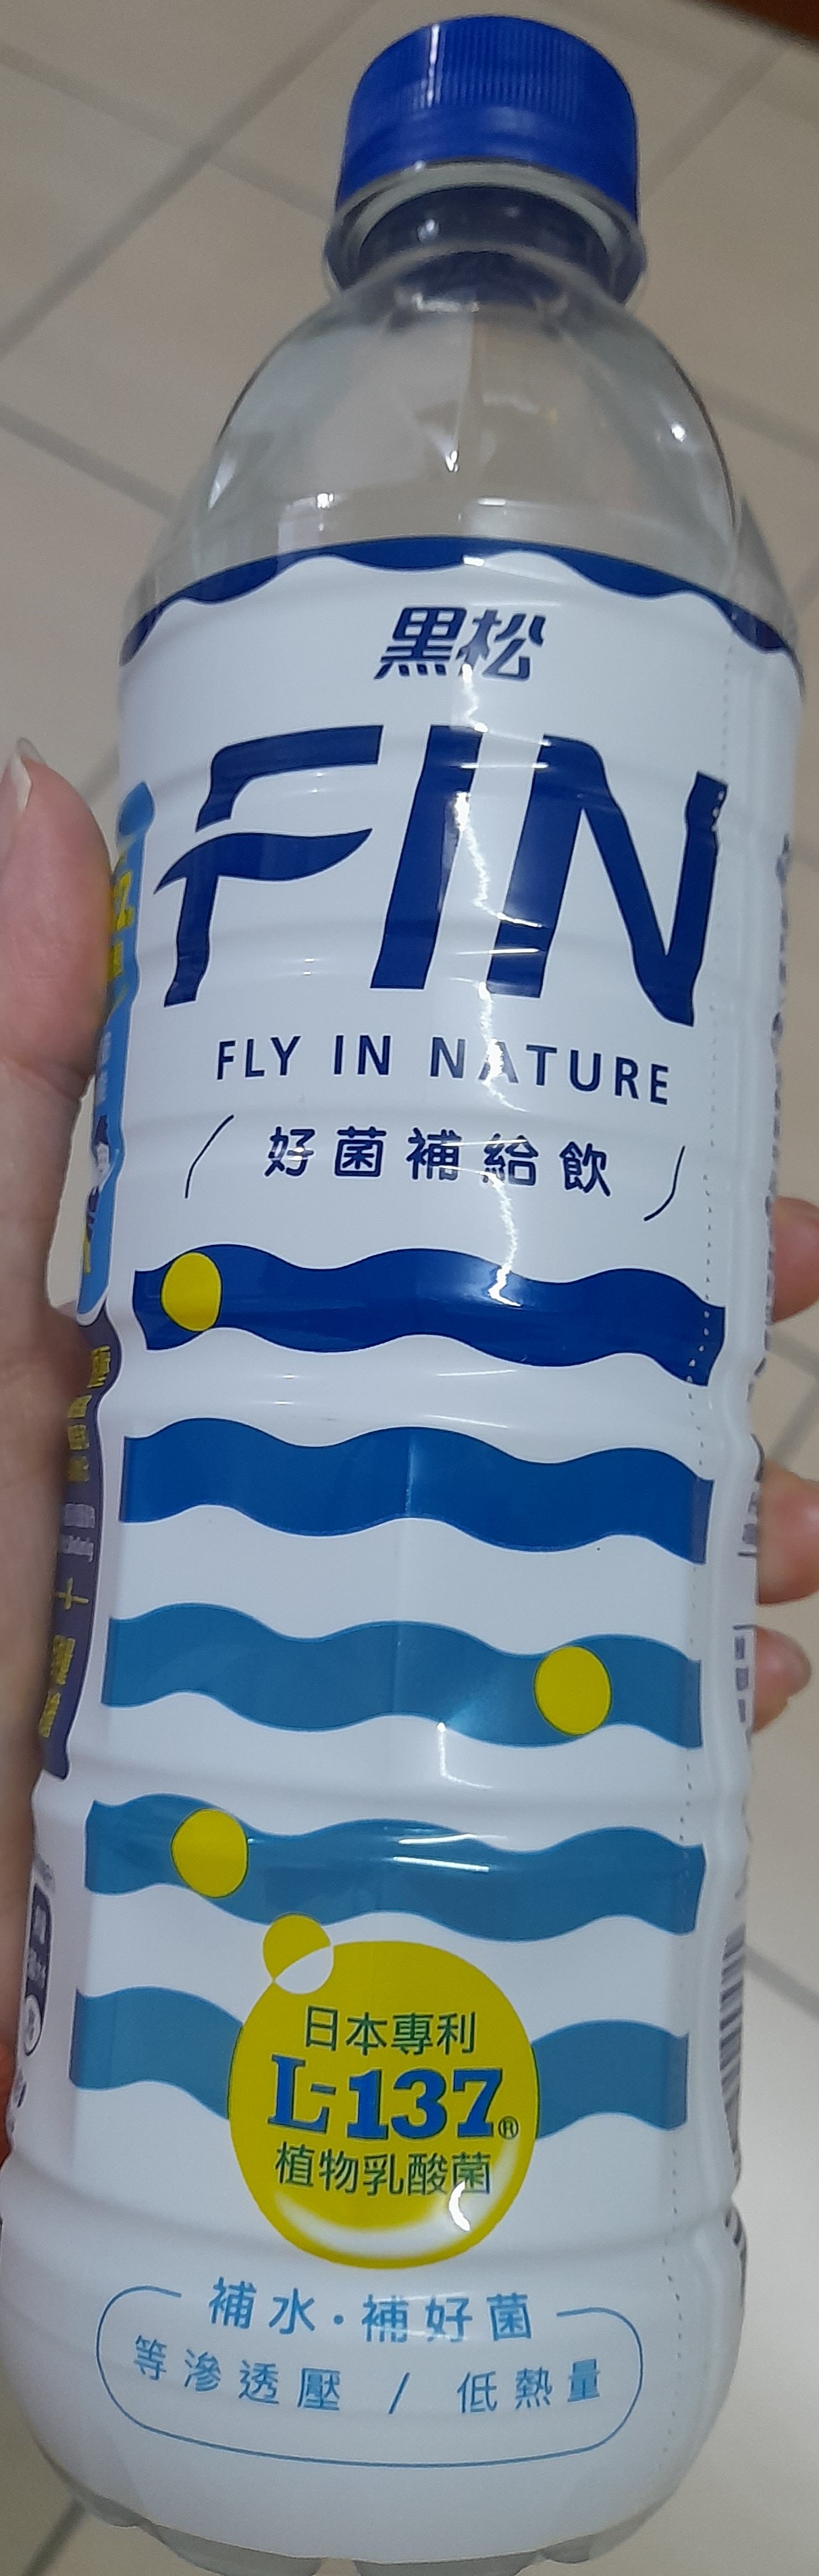 黑松
FIN
FLY IN NATURE
好菌補給飲
日本專利
L-137®
植物乳酸菌
補水·補好菌
等滲透壓 / 低熱量